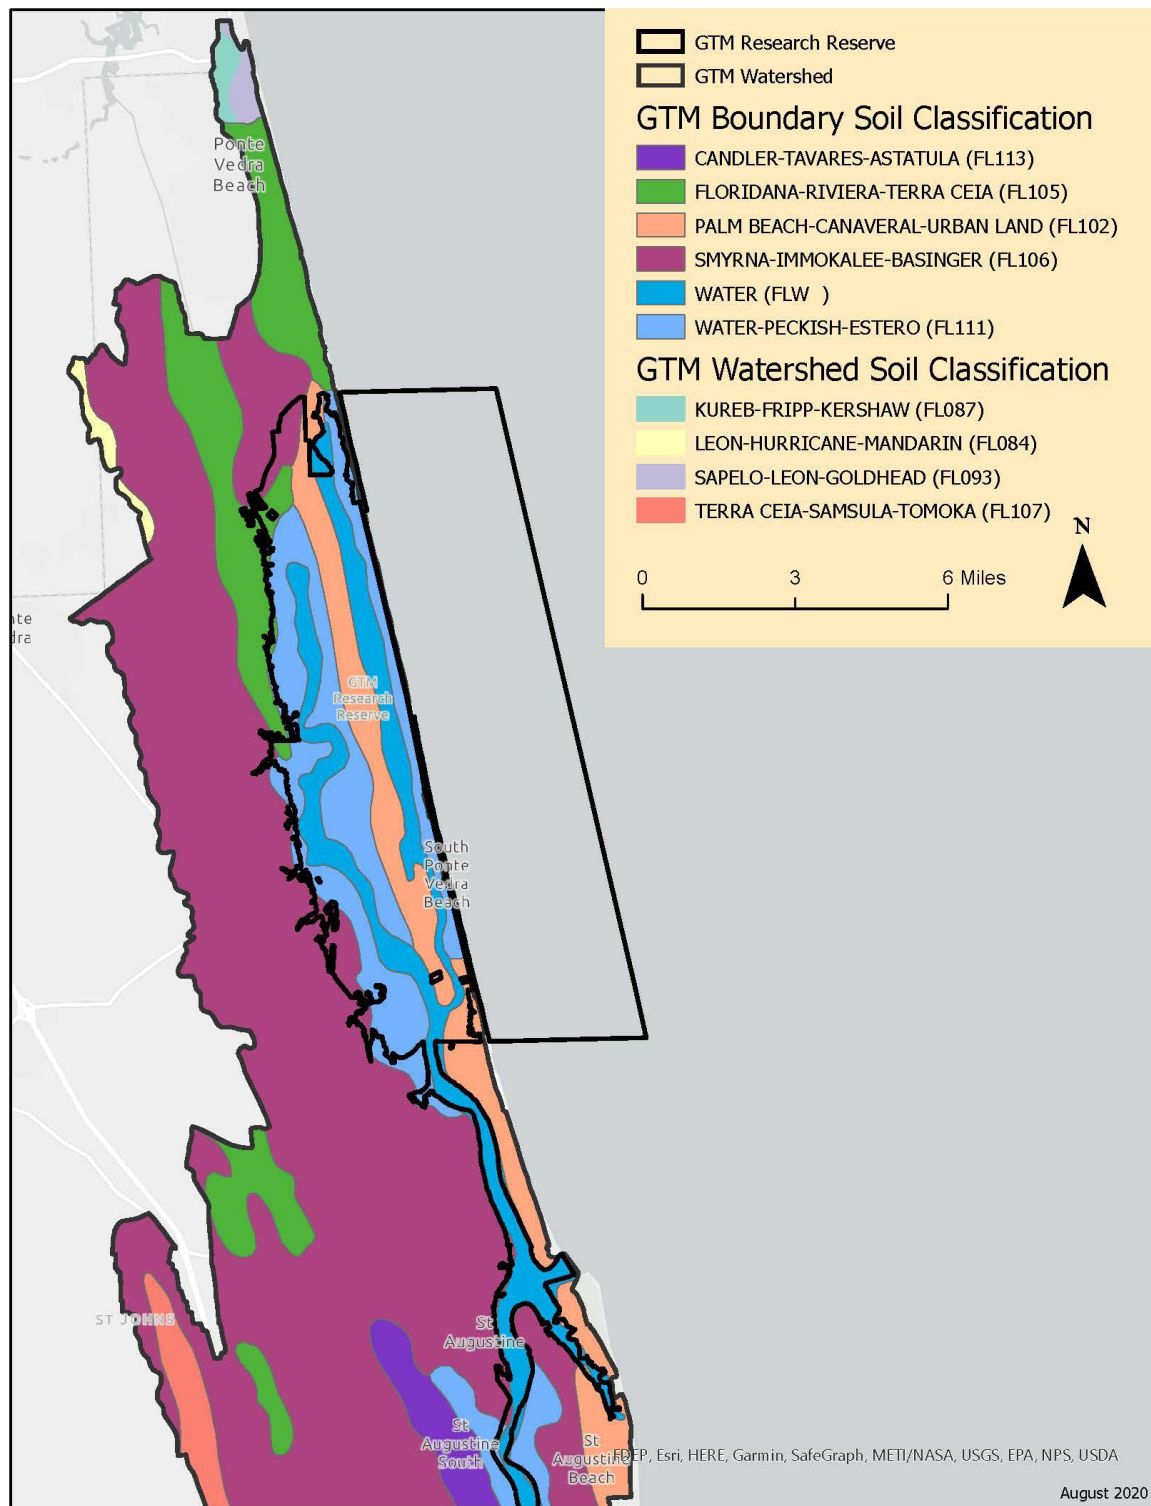 GTM Research Reserve
GTM Watershed
GTM Boundary Soil Classification
CANDLER-TAVARES-ASTATULA (FL113)
FLORIDANA-RIVIERA-TERRA CEIA (FL105)
PALM BEACH-CANAVERAL-URBAN LAND (FL102)
SMYRNA-IMMOKALEE-BASINGER (FL106)
WATER (FLW )
WATER-PECKISH-ESTERO (FL111)
GTM Watershed Soil Classification
KUREB-FRIPP-KERSHAW (FL087)
LEON-HURRICANE-MANDARIN (FL084)
SAPELO-LEON-GOLDHEAD (FL093)
TERRA CEIA-SAMSULA-TOMOKA (FL107)
N
0 3 6 Miles
Ponte
Vedra
Beach
GTM
Research
Reserve
South
Ponte
Vedra
Beach
ST JOHNS
St
Augustine
St
Augustine
South
St
Augustine
Beach
FDEP, Esri, HERE, Garmin, SafeGraph, METI/NASA, USGS, EPA, NPS, USDA
August 2020